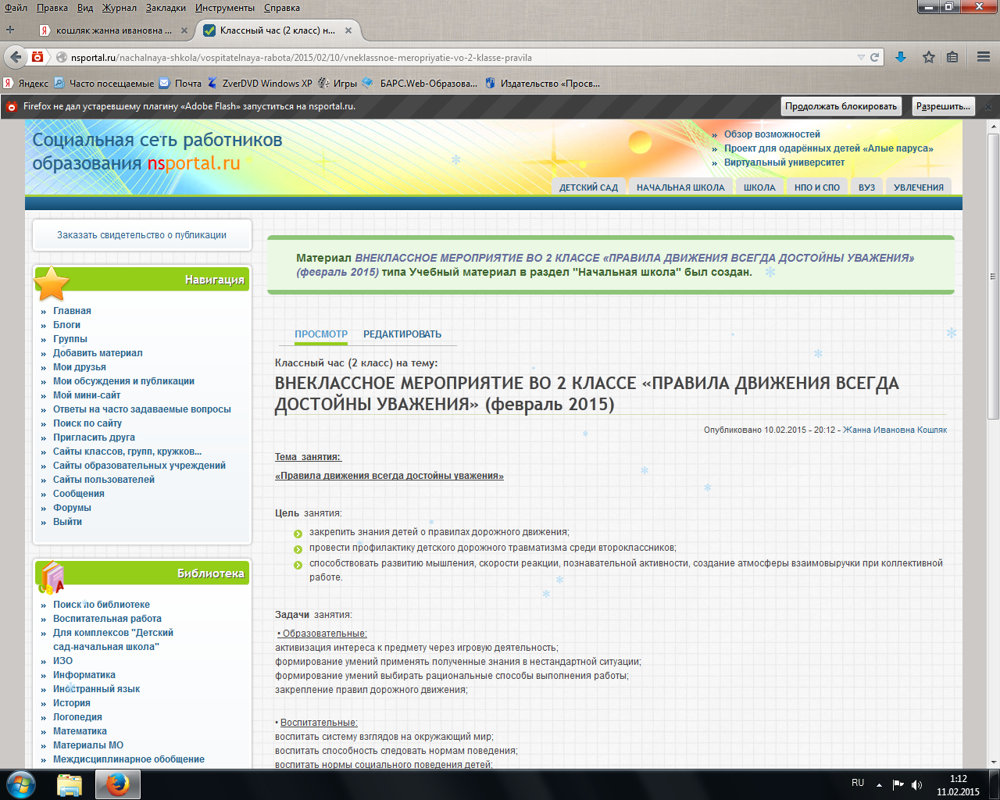 Файл Правка Вид Журнал Закладки Инструменты Справка
кошляк жанна ивановна ...
Классный час (2 класс) н...
nsportal.ru/nachalnaya-shkola/vospitatelnaya-rabota/2015/02/10/vneklassnoe-meropriyatie-vo-2-klasse-pravila
Яндекс Часто посещаемые Почта ZverDVD Windows XP Игры БАРС.Web-Образова... Издательство «Просв...
Firefox не дал устаревшему плагину «Adobe Flash» запуститься на nsportal.ru.
Продолжать блокировать Разрешить...
Социальная сеть работников
образования nsportal.ru
Обзор возможностей
Проект для одарённых детей «Алые паруса»
Виртуальный университет
ДЕТСКИЙ САД НАЧАЛЬНАЯ ШКОЛА ШКОЛА НПО И СПО ВУЗ УВЛЕЧЕНИЯ
Заказать свидетельство о публикации
Навигация
Главная
Блоги
Группы
Добавить материал
Мои друзья
Мои обсуждения и публикации
Мой мини-сайт
Ответы на часто задаваемые вопросы
Поиск по сайту
Пригласить друга
Сайты классов, групп, кружков...
Сайты образовательных учреждений
Сайты пользователей
Сообщения
Форумы
Выйти
Библиотека
Поиск по библиотеке
Воспитательная работа
Для комплексов "Детский
сад-начальная школа"
ИЗО
Информатика
Иностранный язык
История
Логопедия
Математика
Материалы МО
Междисциплинарное обобщение
Материал ВНЕКЛАССНОЕ МЕРОПРИЯТИЕ ВО 2 КЛАССЕ «ПРАВИЛА ДВИЖЕНИЯ ВСЕГДА ДОСТОЙНЫ УВАЖЕНИЯ»
(февраль 2015) типа Учебный материал в раздел "Начальная школа" был создан.
ПРОСМОТР РЕДАКТИРОВАТЬ
Классный час (2 класс) на тему:
ВНЕКЛАССНОЕ МЕРОПРИЯТИЕ ВО 2 КЛАССЕ «ПРАВИЛА ДВИЖЕНИЯ ВСЕГДА
ДОСТОЙНЫ УВАЖЕНИЯ» (февраль 2015)
Опубликовано 10.02.2015 - 20:12 - Жанна Ивановна Кошляк
Тема занятия:
«Правила движения всегда достойны уважения»
Цель занятия:
закрепить знания детей о правилах дорожного движения;
провести профилактику детского дорожного травматизма среди второклассников;
способствовать развитию мышления, скорости реакции, познавательной активности, создание атмосферы взаимовыручки при коллективной
работе.
Задачи занятия:
• Образовательные:
активизация интереса к предмету через игровую деятельность;
формирование умений применять полученные знания в нестандартной ситуации;
формирование умений выбирать рациональные способы выполнения работы;
закрепление правил дорожного движения;
• Воспитательные:
воспитать систему взглядов на окружающий мир;
воспитать способность следовать нормам поведения;
воспитать нормы социального поведения детей;
RU
1:12
11.02.2015